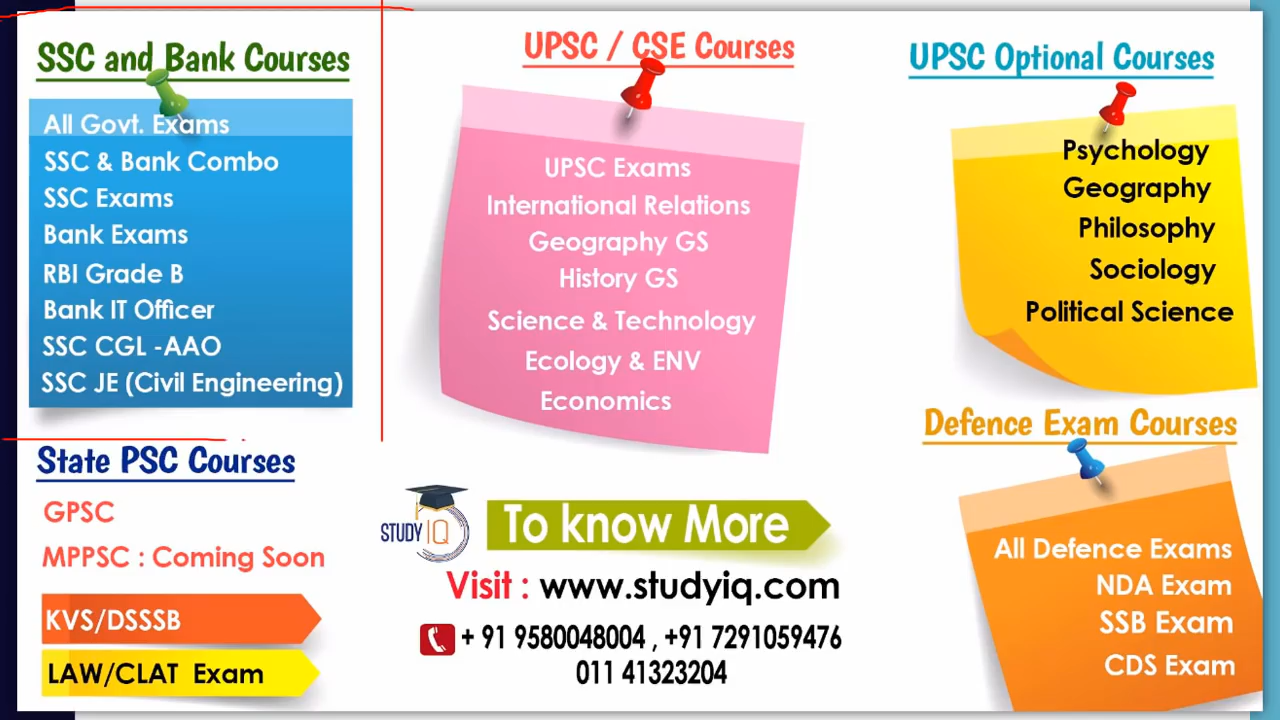 SSC and Bank Courses
All Govt. Exams
SSC & Bank Combo
SSC Exams
Bank Exams
RBI Grade B
Bank IT Officer
SSC CGL -AAO
SSC JE (Civil Engineering)
State PSC Courses
GPSC
MPPSC : Coming Soon
KVS/DSSSB
LAW/CLAT Exam
UPSC / CSE Courses
UPSC Exams
International Relations
Geography GS
History GS
Science & Technology
Ecology & ENV
Economics
STUDY IQ
To know More
Visit : www.studyiq.com
+ 91 9580048004 , +91 7291059476
011 41323204
UPSC Optional Courses
Psychology
Geography
Philosophy
Sociology
Political Science
Defence Exam Courses
All Defence Exams
NDA Exam
SSB Exam
CDS Exam